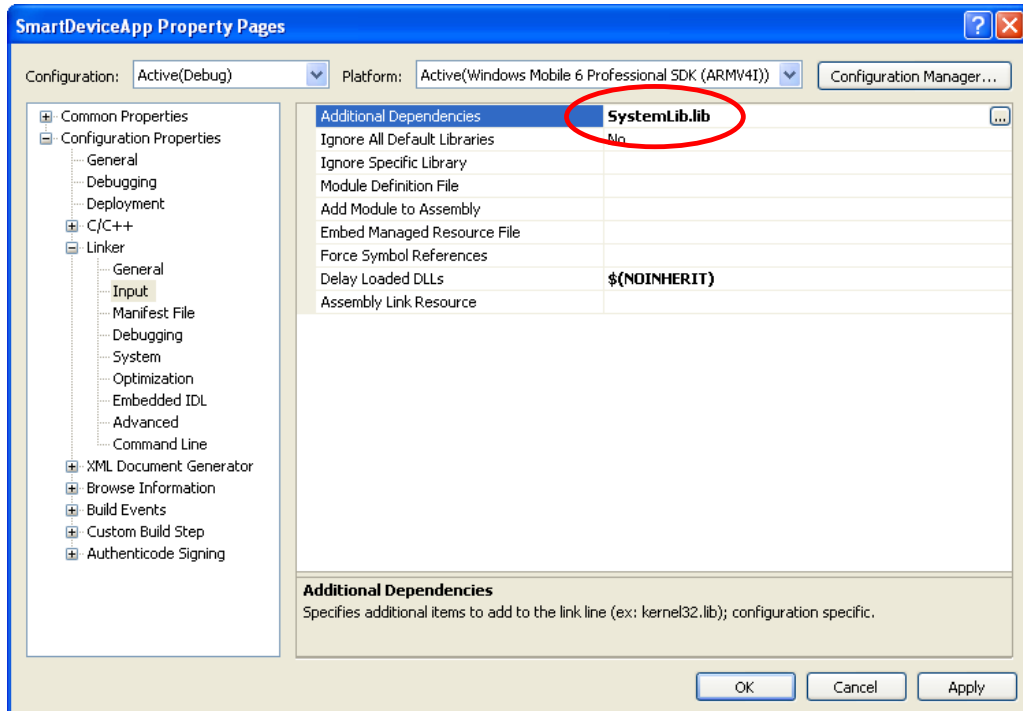 SmartDeviceApp Property Pages
Configuration: Active(Debug) Platform: Active(Windows Mobile 6 Professional SDK (ARMV4I)) Configuration Manager...
Common Properties
Configuration Properties
General
Debugging
Deployment
C/C++
Linker
General
Input
Manifest File
Debugging
System
Optimization
Embedded IDL
Advanced
Command Line
XML Document Generator
Browse Information
Build Events
Custom Build Step
Authenticode Signing
Additional Dependencies SystemLib.lib ...
Ignore All Default Libraries No
Ignore Specific Library
Module Definition File
Add Module to Assembly
Embed Managed Resource File
Force Symbol References
Delay Loaded DLLs $(NOINHERIT)
Assembly Link Resource
Additional Dependencies
Specifies additional items to add to the link line (ex: kernel32.lib); configuration specific.
OK Cancel Apply